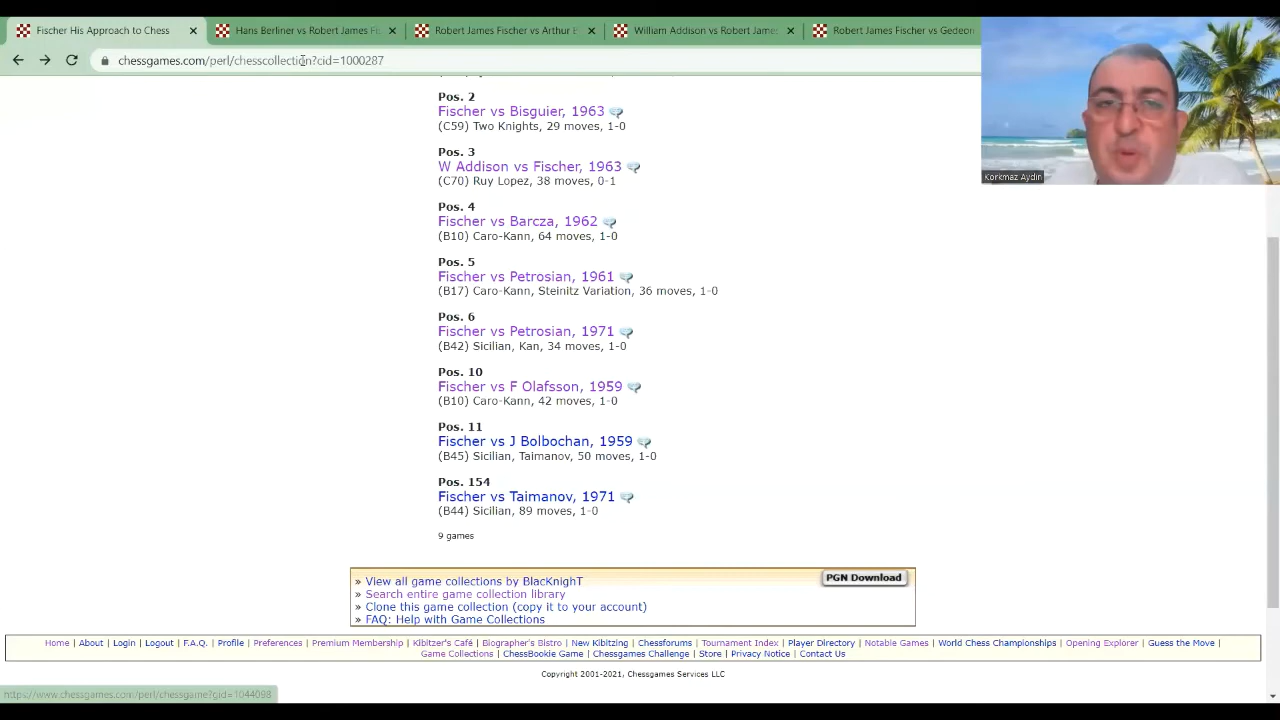 Fischer His Approach to Chess
Hans Berliner vs Robert James Fis
Robert James Fischer vs Arthur B
William Addison vs Robert James
Robert James Fischer vs Gedeon
chessgames.com/perl/chesscollection?cid=1000287
Korkmaz Aydın
Pos. 2
Fischer vs Bisguier, 1963
(C59) Two Knights, 29 moves, 1-0
Pos. 3
W Addison vs Fischer, 1963
(C70) Ruy Lopez, 38 moves, 0-1
Pos. 4
Fischer vs Barcza, 1962
(B10) Caro-Kann, 64 moves, 1-0
Pos. 5
Fischer vs Petrosian, 1961
(B17) Caro-Kann, Steinitz Variation, 36 moves, 1-0
Pos. 6
Fischer vs Petrosian, 1971
(B42) Sicilian, Kan, 34 moves, 1-0
Pos. 10
Fischer vs F Olafsson, 1959
(B10) Caro-Kann, 42 moves, 1-0
Pos. 11
Fischer vs J Bolbochan, 1959
(B45) Sicilian, Taimanov, 50 moves, 1-0
Pos. 154
Fischer vs Taimanov, 1971
(B44) Sicilian, 89 moves, 1-0
9 games
» View all game collections by BlacKnighT
PGN Download
» Search entire game collection library
» Clone this game collection (copy it to your account)
» FAQ: Help with Game Collections
Home | About | Login | Logout | F.A.Q. | Profile | Preferences | Premium Membership | Kibitzer's Café | Biographer's Bistro | New Kibitzing | Chessforums | Tournament Index | Player Directory | Notable Games | World Chess Championships | Opening Explorer | Guess the Move |
Game Collections | ChessBookie Game | Chessgames Challenge | Store | Privacy Notice | Contact Us
Copyright 2001-2021, Chessgames Services LLC
https://www.chessgames.com/perl/chessgame?gid=1044098